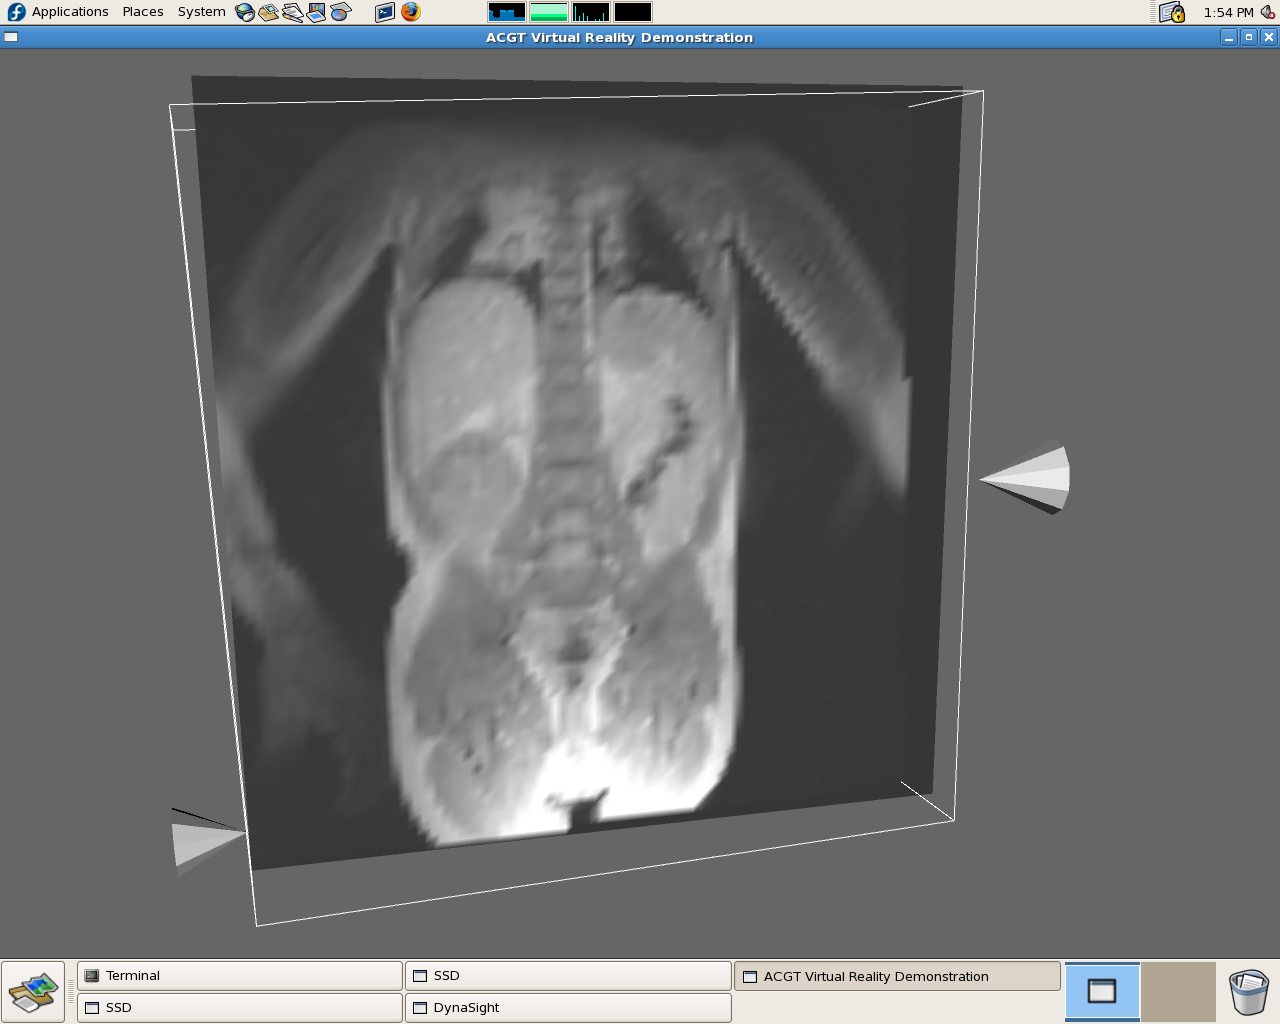 Applications Places System 1:54 PM
ACGT Virtual Reality Demonstration
Terminal SSD ACGT Virtual Reality Demonstration
SSD DynaSight